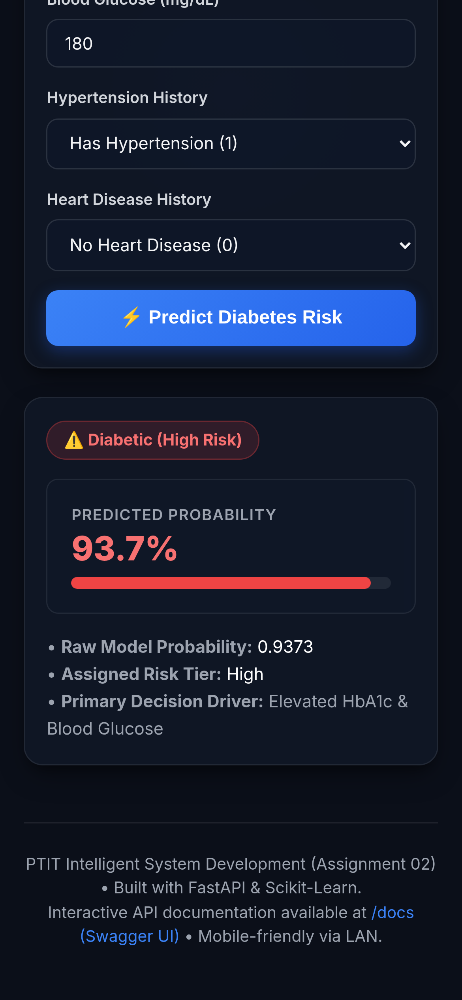 Blood Glucose (mg/dL)
180
Hypertension History
Has Hypertension (1)
Heart Disease History
No Heart Disease (0)
⚡ Predict Diabetes Risk
⚠️ Diabetic (High Risk)
PREDICTED PROBABILITY
93.7%
• Raw Model Probability: 0.9373
• Assigned Risk Tier: High
• Primary Decision Driver: Elevated HbA1c &
Blood Glucose
PTIT Intelligent System Development (Assignment 02)
• Built with FastAPI & Scikit-Learn.
Interactive API documentation available at /docs
(Swagger UI) • Mobile-friendly via LAN.